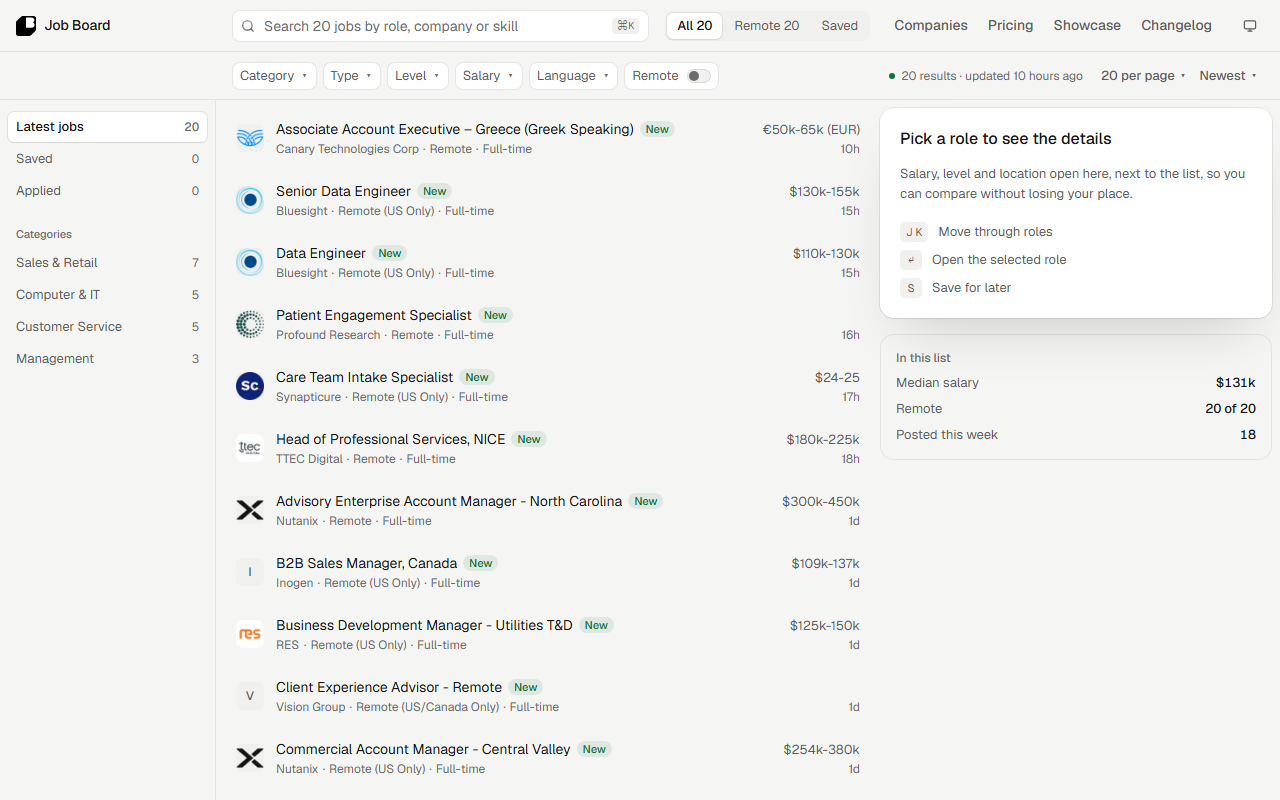 Job Board
Search 20 jobs by role, company or skill
⌘K
All 20
Remote 20
Saved
Companies
Pricing
Showcase
Changelog
Category
Type
Level
Salary
Language
Remote
20 results · updated 10 hours ago
20 per page
Newest
Latest jobs 20
Saved 0
Applied 0
Categories
Sales & Retail 7
Computer & IT 5
Customer Service 5
Management 3
Associate Account Executive – Greece (Greek Speaking) New €50k-65k (EUR)
Canary Technologies Corp · Remote · Full-time 10h
Senior Data Engineer New $130k-155k
Bluesight · Remote (US Only) · Full-time 15h
Data Engineer New $110k-130k
Bluesight · Remote (US Only) · Full-time 15h
Patient Engagement Specialist New
Profound Research · Remote · Full-time 16h
Sc
Care Team Intake Specialist New $24-25
Synapticure · Remote (US Only) · Full-time 17h
ttec
DIGITAL
Head of Professional Services, NICE New $180k-225k
TTEC Digital · Remote · Full-time 18h
Advisory Enterprise Account Manager - North Carolina New $300k-450k
Nutanix · Remote · Full-time 1d
I
B2B Sales Manager, Canada New $109k-137k
Inogen · Remote (US Only) · Full-time 1d
res
Business Development Manager - Utilities T&D New $125k-150k
RES · Remote (US Only) · Full-time 1d
V
Client Experience Advisor - Remote New
Vision Group · Remote (US/Canada Only) · Full-time 1d
Commercial Account Manager - Central Valley New $254k-380k
Nutanix · Remote (US Only) · Full-time 1d
Pick a role to see the details
Salary, level and location open here, next to the list, so you
can compare without losing your place.
J K Move through roles
⏎ Open the selected role
S Save for later
In this list
Median salary $131k
Remote 20 of 20
Posted this week 18